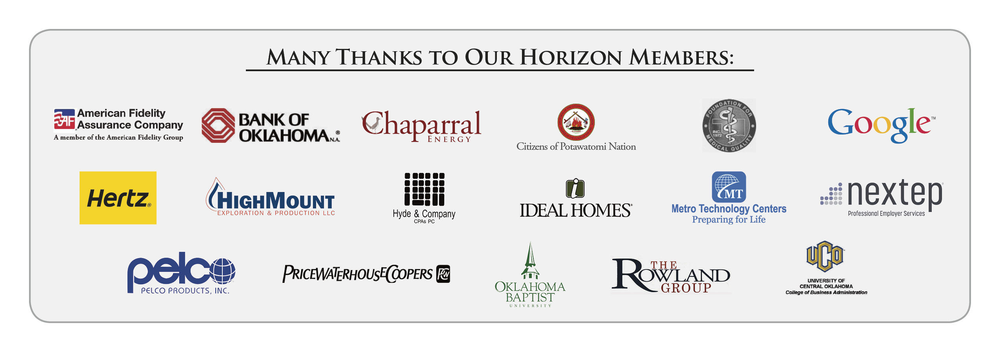 MANY THANKS TO OUR HORIZON MEMBERS:
AF American Fidelity
Assurance Company
A member of the American Fidelity Group
BANK OF
OKLAHOMA N.A.®
Chaparral
ENERGY
Citizens of Potawatomi Nation
FOUNDATION FOR
INC.
1972
MEDICAL QUALITY
Google™
Hertz®
HIGHMOUNT
EXPLORATION & PRODUCTION LLC
Hyde & Company
CPAs PC
i
IDEAL HOMES®
MT
Metro Technology Centers
Preparing for Life
nextep
Professional Employer Services
pelco
PELCO PRODUCTS, INC.
PRICEWATERHOUSECOOPERS PwC
OKLAHOMA
BAPTIST
UNIVERSITY
THE
ROWLAND
GROUP
UCO™
UNIVERSITY OF
CENTRAL OKLAHOMA
College of Business Administration